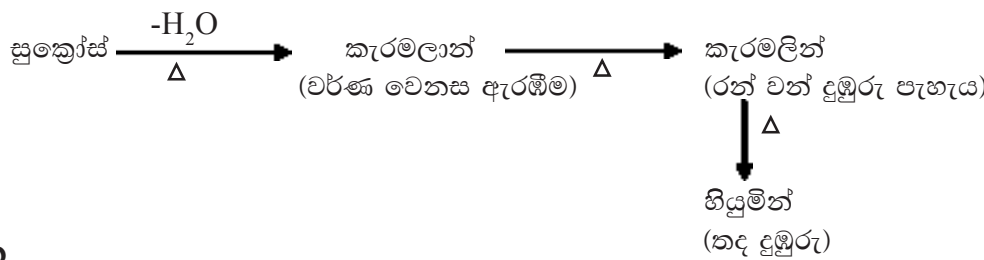 -H₂O
සුක්‍රෝස් Δ කැරමලාන් Δ කැරමලින්
(වර්ණ වෙනස ඇරඹීම) (රන් වන් දුඹුරු පැහැය)
Δ
හියුමින්
(තද දුඹුරු)